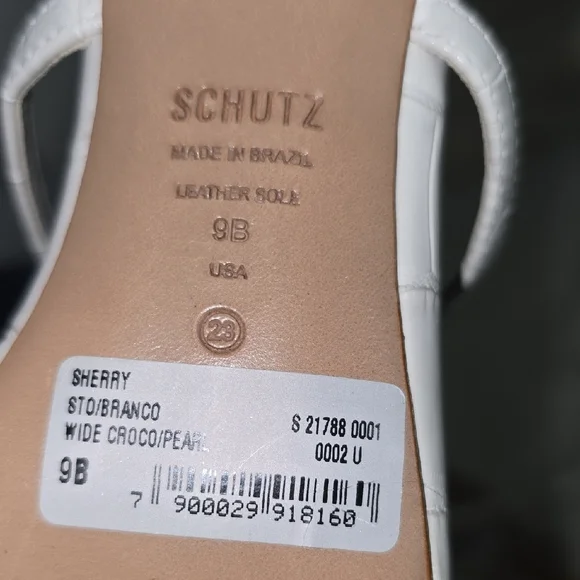 SCHUTZ
MADE IN BRAZIL
LEATHER SOLE
9B
USA
23
SHERRY
STO/BRANCO
WIDE CROCO/PEARL
S 21788 0001
0002 U
9B
7 900029 918160